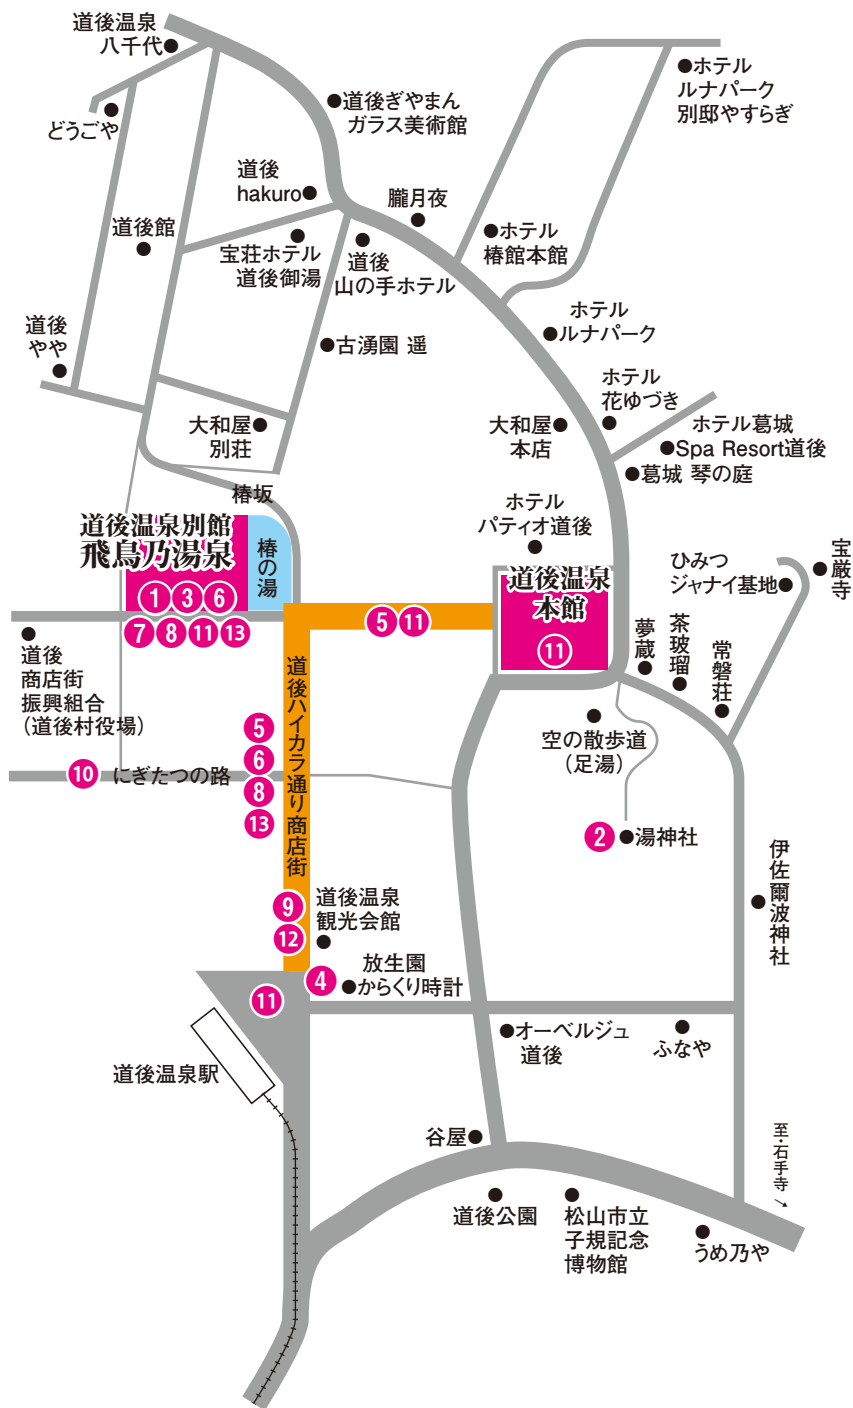 道後温泉
八千代
どうごや
道後ぎやまん
ガラス美術館
ホテル
ルナパーク
別邸やすらぎ
道後
hakuro
朧月夜
道後館
宝荘ホテル
道後御湯
道後
山の手ホテル
ホテル
椿館本館
道後
やや
古湧園 遥
ホテル
ルナパーク
ホテル
花ゆづき
大和屋
別荘
大和屋
本店
ホテル葛城
Spa Resort道後
葛城 琴の庭
椿坂
道後温泉別館
飛鳥乃湯泉
椿の湯
ホテル
パティオ道後
道後温泉
本館
ひみつ
ジャナイ基地
宝厳寺
1 3 6
7 8 11 13
5 11
11
夢蔵
茶玻瑠
常磐荘
道後
商店街
振興組合
（道後村役場）
道後ハイカラ通り商店街
5
6
8
13
10
にぎたつの路
空の散歩道
（足湯）
2
湯神社
伊佐爾波神社
9
12
道後温泉
観光会館
4
放生園
からくり時計
11
道後温泉駅
オーベルジュ
道後
ふなや
谷屋
道後公園
松山市立
子規記念
博物館
うめ乃や
至・石手寺→